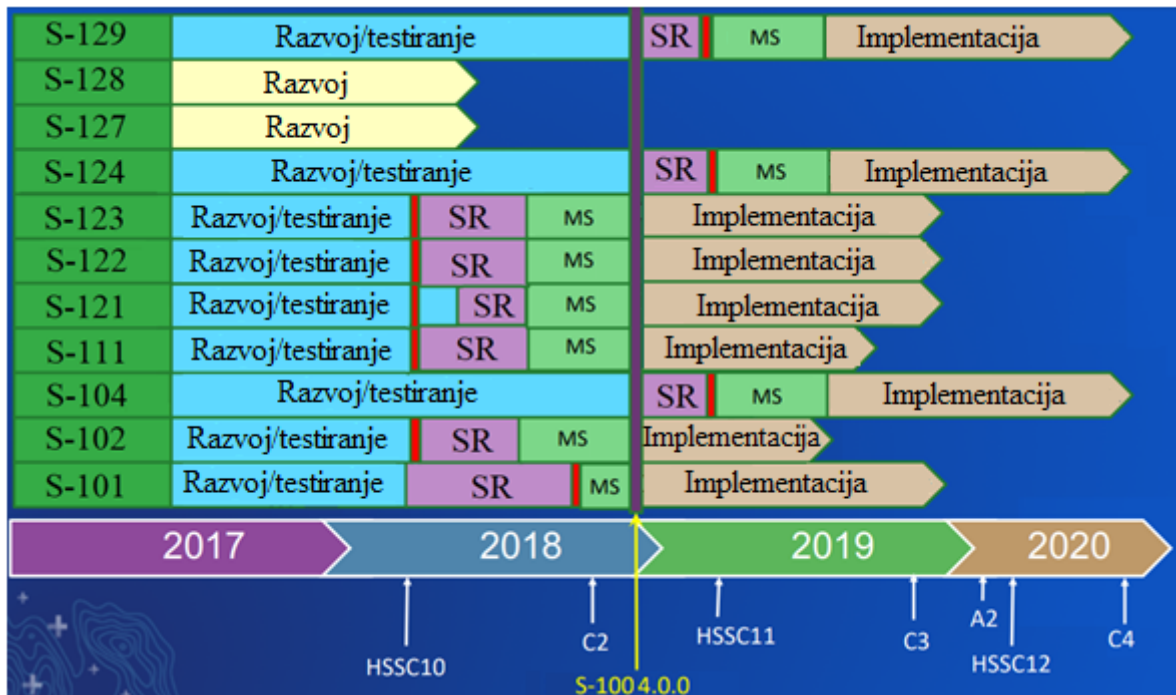 S-129 Razvoj/testiranje SR MS Implementacija
S-128 Razvoj
S-127 Razvoj
S-124 Razvoj/testiranje SR MS Implementacija
S-123 Razvoj/testiranje SR MS Implementacija
S-122 Razvoj/testiranje SR MS Implementacija
S-121 Razvoj/testiranje SR MS Implementacija
S-111 Razvoj/testiranje SR MS Implementacija
S-104 Razvoj/testiranje SR MS Implementacija
S-102 Razvoj/testiranje SR MS Implementacija
S-101 Razvoj/testiranje SR MS Implementacija
2017 2018 2019 2020
HSSC10 C2 HSSC11 C3 A2 HSSC12 C4
S-100 4.0.0